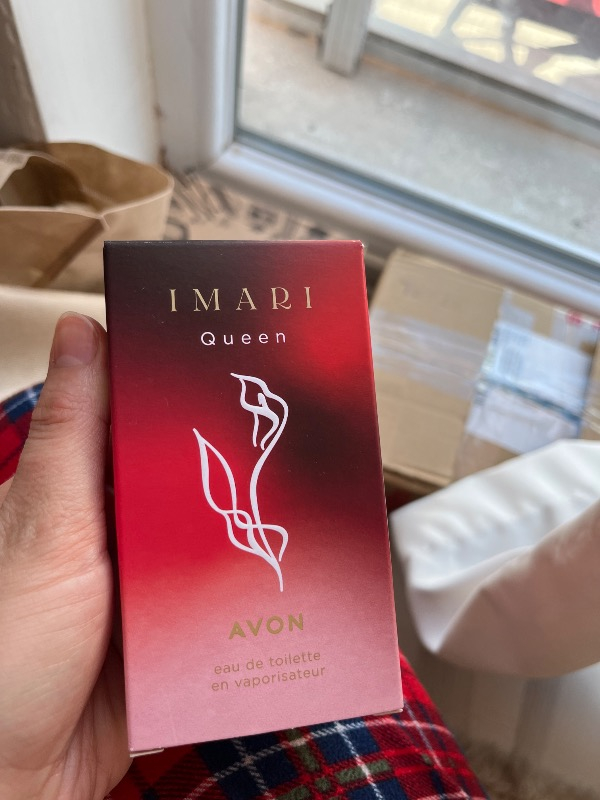 IMARI
Queen
AVON
eau de toilette
en vaporisateur